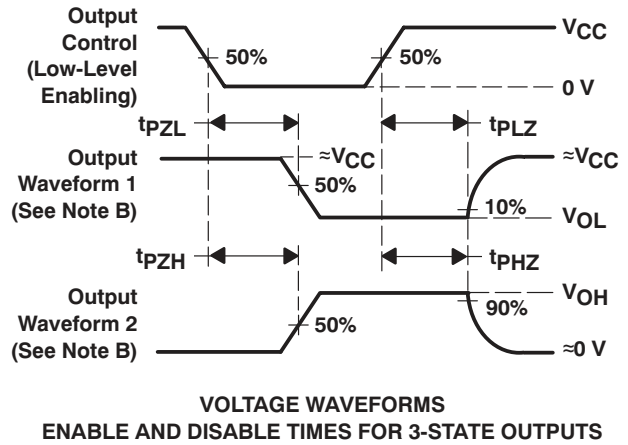 Output
Control
(Low-Level
Enabling)
50%
50%
VCC
0 V
tPZL
tPLZ
Output
Waveform 1
(See Note B)
≈VCC
50%
≈VCC
10%
VOL
tPZH
tPHZ
Output
Waveform 2
(See Note B)
50%
VOH
90%
≈0 V
VOLTAGE WAVEFORMS
ENABLE AND DISABLE TIMES FOR 3-STATE OUTPUTS